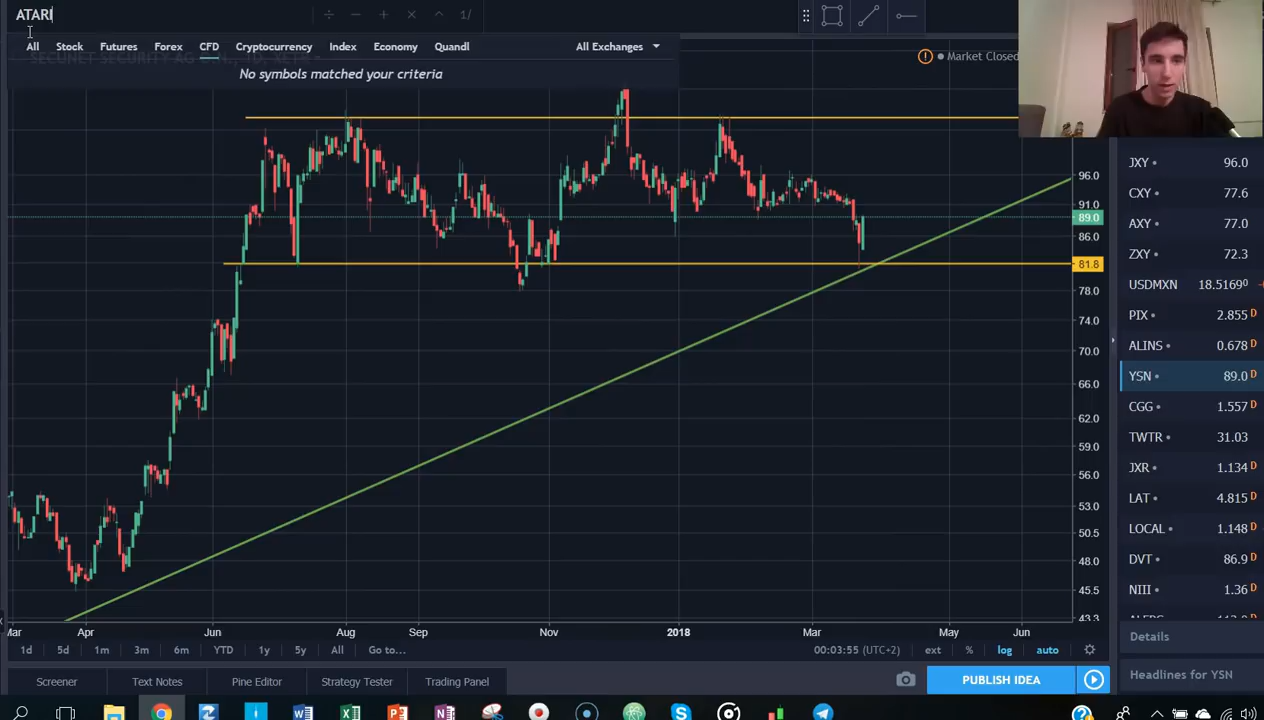 ATARI
1/
All Stock Futures Forex CFD Cryptocurrency Index Economy Quandl All Exchanges
No symbols matched your criteria
Market Closed
96.0
91.0
89.0
86.0
81.8
78.0
74.0
70.0
66.0
62.0
59.0
56.0
53.0
50.5
48.0
45.5
43.3
JXY 96.0
CXY 77.6
AXY 77.0
ZXY 72.3
USDMXN 18.5169⁰
PIX 2.855 D
ALINS 0.678 D
YSN 89.0 D
CGG 1.557 D
TWTR 31.03
JXR 1.134 D
LAT 4.815 D
LOCAL 1.148 D
DVT 86.9 D
NIII 1.36 D
Mar Apr Jun Aug Sep Nov 2018 Mar May Jun
1d 5d 1m 3m 6m YTD 1y 5y All Go to... 00:03:55 (UTC+2) ext % log auto
Details
Screener Text Notes Pine Editor Strategy Tester Trading Panel PUBLISH IDEA
Headlines for YSN